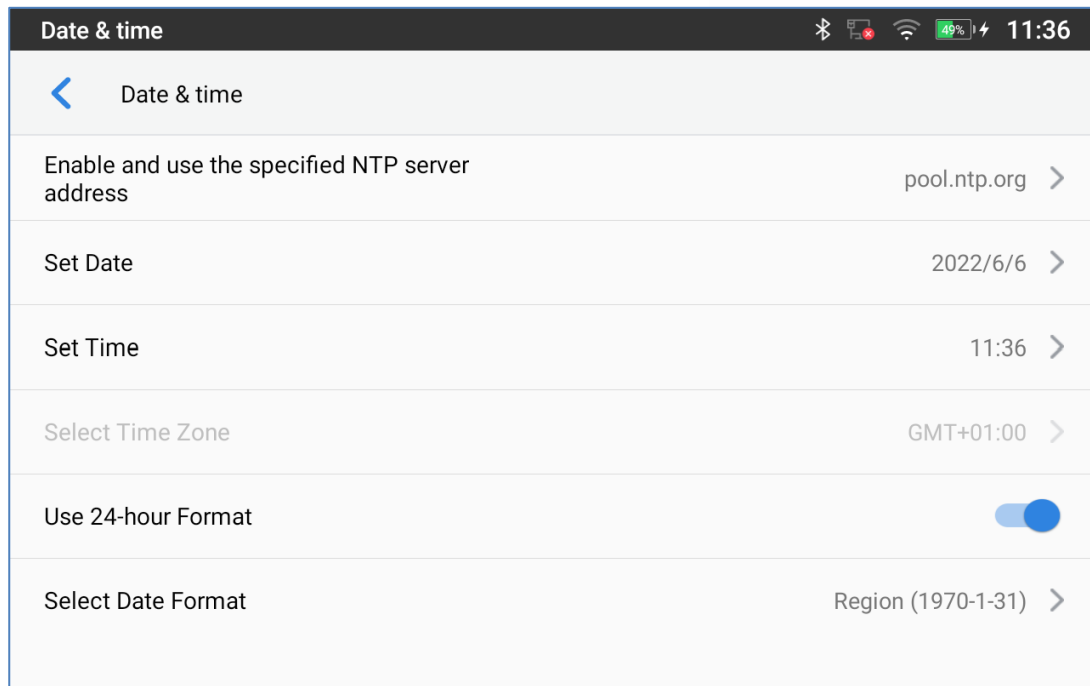 Date & time 49% 11:36
Date & time
Enable and use the specified NTP server
address
pool.ntp.org
Set Date 2022/6/6
Set Time 11:36
Select Time Zone GMT+01:00
Use 24-hour Format
Select Date Format Region (1970-1-31)